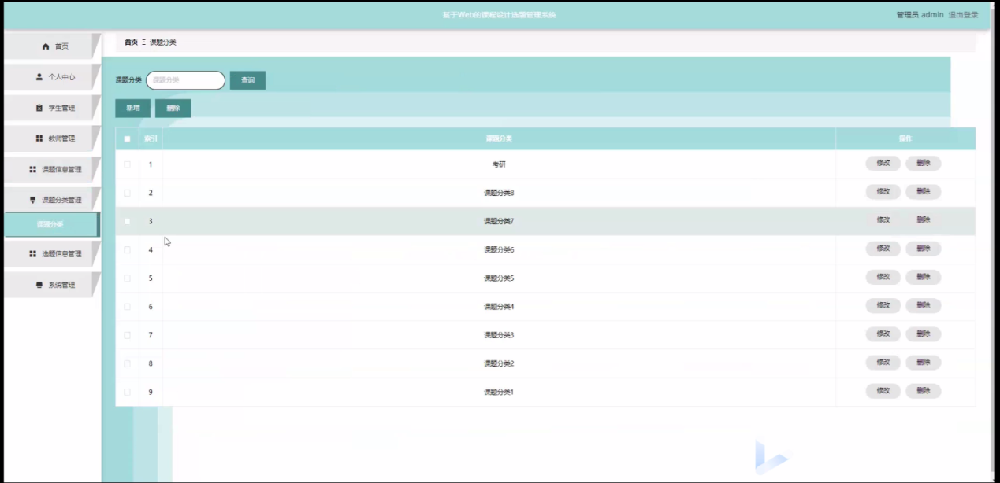 基于Web的课程设计选题管理系统
管理员 admin 退出登录
首页
个人中心
学生管理
教师管理
课题信息管理
课题分类管理
课题分类
选题信息管理
系统管理
首页 Ξ 课题分类
课题分类 课题分类 查询
新增 删除
索引 课题分类 操作
1 考研 修改 删除
2 课题分类8 修改 删除
3 课题分类7 修改 删除
4 课题分类6 修改 删除
5 课题分类5 修改 删除
6 课题分类4 修改 删除
7 课题分类3 修改 删除
8 课题分类2 修改 删除
9 课题分类1 修改 删除